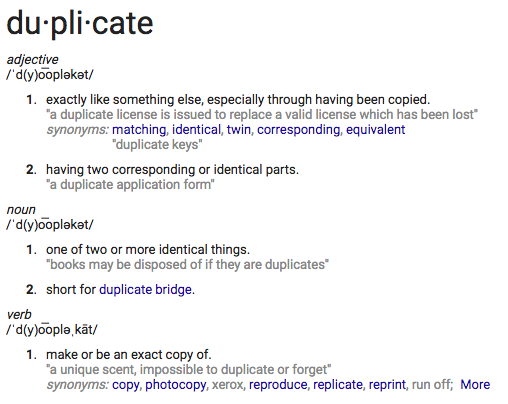 du·pli·cate
adjective
/ˈd(y)o͞opləkət/
1. exactly like something else, especially through having been copied.
"a duplicate license is issued to replace a valid license which has been lost"
synonyms: matching, identical, twin, corresponding, equivalent
"duplicate keys"
2. having two corresponding or identical parts.
"a duplicate application form"
noun
/ˈd(y)o͞opləkət/
1. one of two or more identical things.
"books may be disposed of if they are duplicates"
2. short for duplicate bridge.
verb
/ˈd(y)o͞opləˌkāt/
1. make or be an exact copy of.
"a unique scent, impossible to duplicate or forget"
synonyms: copy, photocopy, xerox, reproduce, replicate, reprint, run off; More